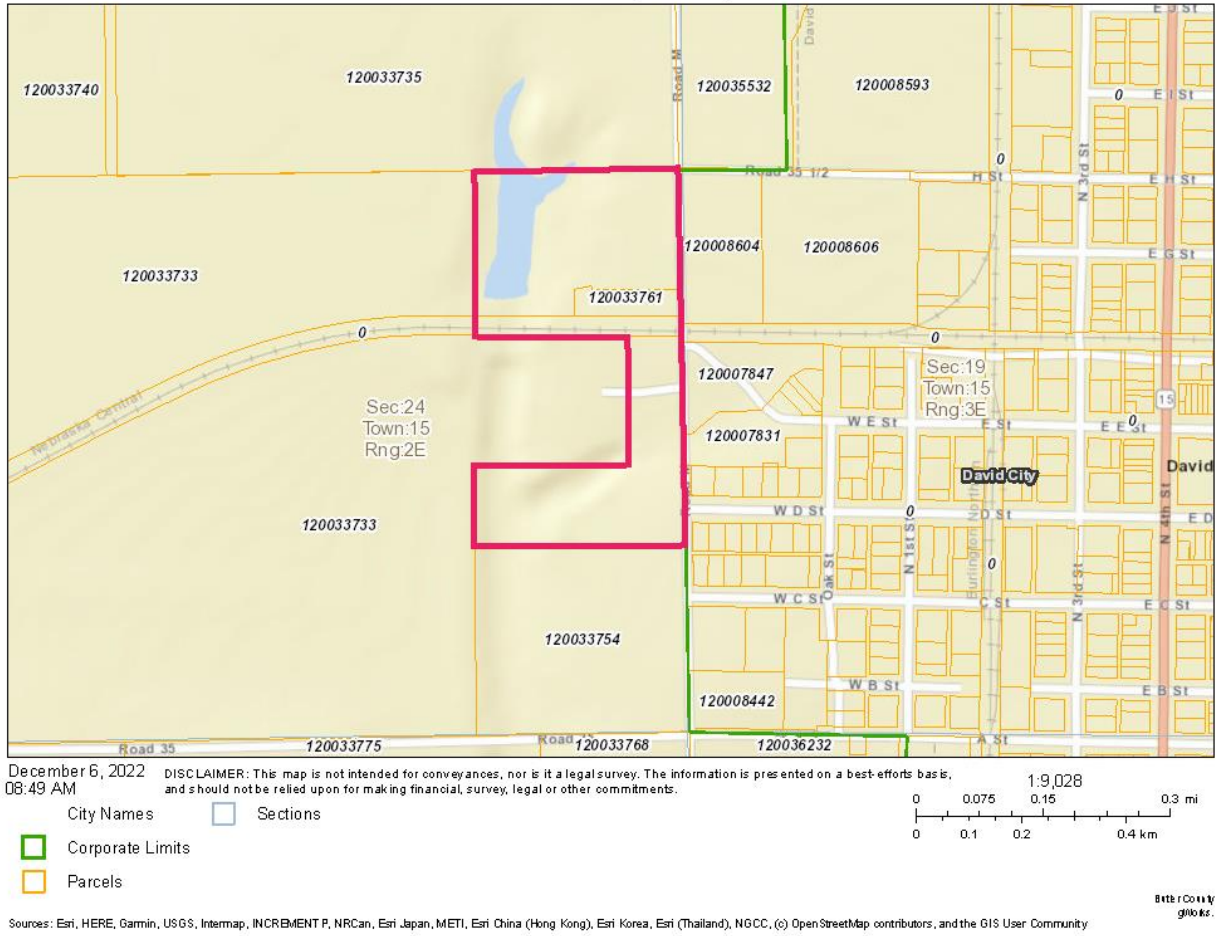 E J St
David
Road M
120033735
120035532
120008593
120033740
0
E I St
N 3rd St
0
Road 35 1/2
H St
E H St
120008604
120008606
E G St
120033733
120033761
0
0
120007847
Sec:24
Town:15
Rng:2E
Sec:19
Town:15
Rng:3E
15
Nebraska Central
W E St
E St
E E St
0
120007831
David City
David
120033733
W D St
0
D St
E D
N 4th St
Oak St
N 1st St
Burlington Northern
0
N 3rd St
W C St
C St
E C St
120033754
W B St
E B St
120008442
Road 35
120033775
120033768
120036232
A St
December 6, 2022
08:49 AM
DISCLAIMER: This map is not intended for conveyances, nor is it a legal survey. The information is presented on a best-efforts basis,
and should not be relied upon for making financial, survey, legal or other commitments.
1:9,028
0 0.075 0.15 0.3 mi
0 0.1 0.2 0.4 km
City Names
Sections
Corporate Limits
Parcels
Butler County
gWorks.
Sources: Esri, HERE, Garmin, USGS, Intermap, INCREMENT P, NRCan, Esri Japan, METI, Esri China (Hong Kong), Esri Korea, Esri (Thailand), NGCC, (c) OpenStreetMap contributors, and the GIS User Community